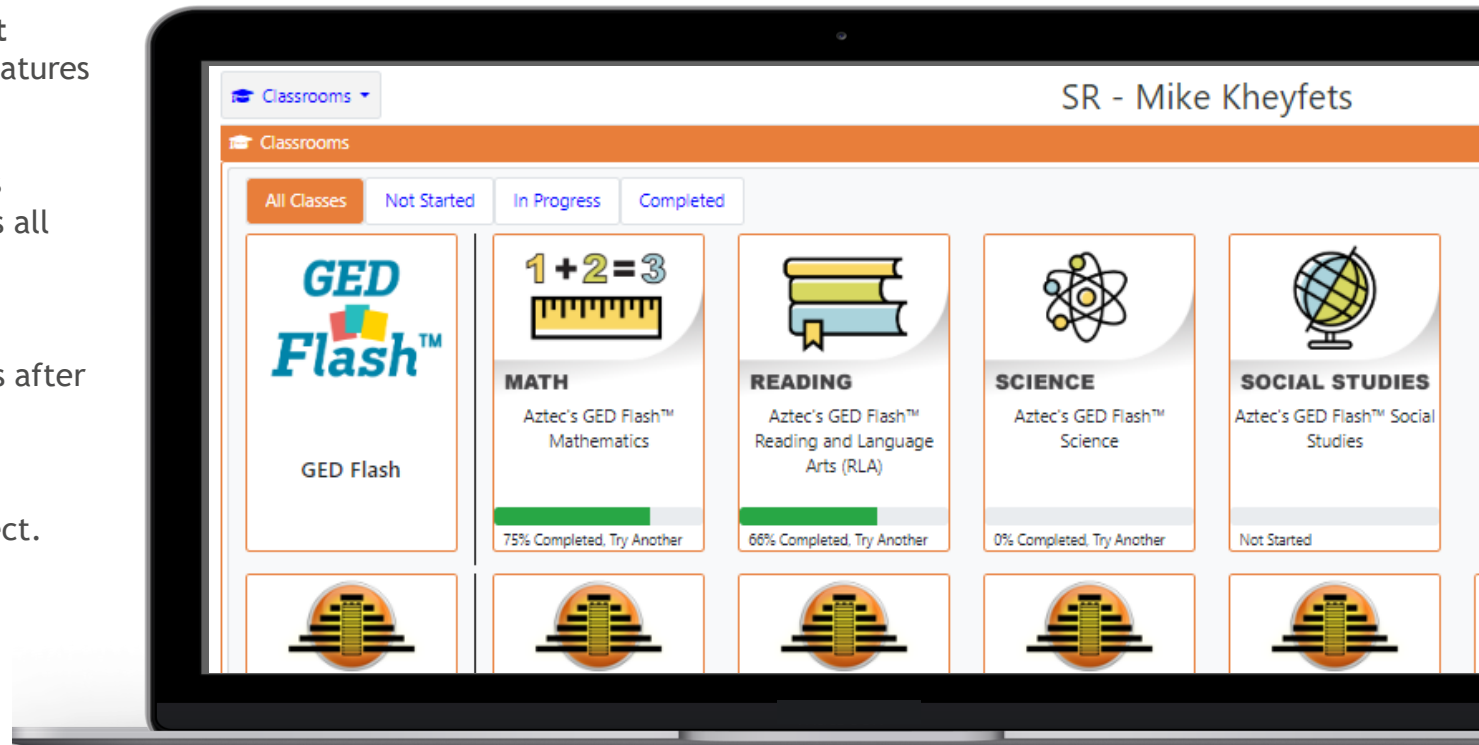 t
atures
s all
s after
ct.
Classrooms
SR - Mike Kheyfets
Classrooms
All Classes Not Started In Progress Completed
GED
Flash™
GED Flash
1+2=3
MATH
Aztec's GED Flash™
Mathematics
75% Completed, Try Another
READING
Aztec's GED Flash™
Reading and Language
Arts (RLA)
66% Completed, Try Another
SCIENCE
Aztec's GED Flash™
Science
0% Completed, Try Another
SOCIAL STUDIES
Aztec's GED Flash™ Social
Studies
Not Started